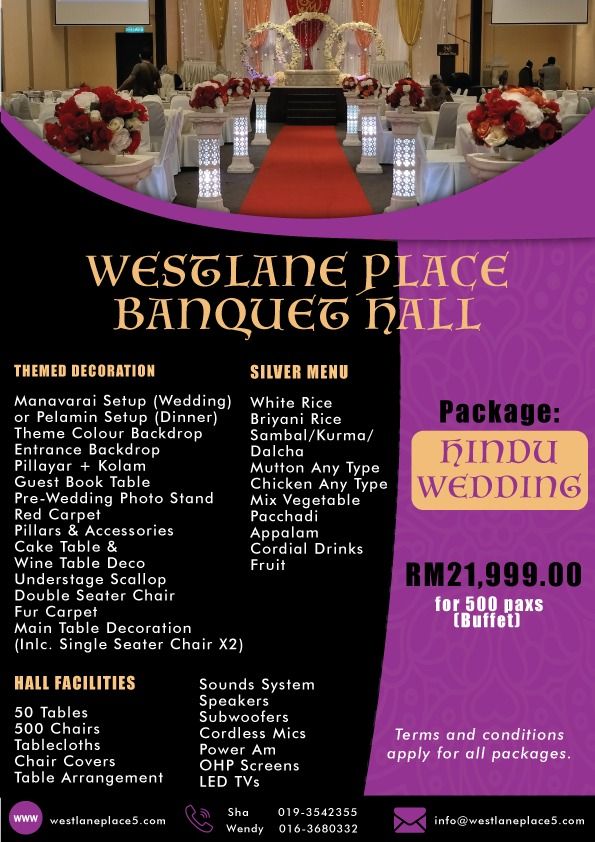 WESTLANE PLACE
BANQUET HALL
THEMED DECORATION
Manavarai Setup (Wedding)
or Pelamin Setup (Dinner)
Theme Colour Backdrop
Entrance Backdrop
Pillayar + Kolam
Guest Book Table
Pre-Wedding Photo Stand
Red Carpet
Pillars & Accessories
Cake Table &
Wine Table Deco
Understage Scallop
Double Seater Chair
Fur Carpet
Main Table Decoration
(Inlc. Single Seater Chair X2)
SILVER MENU
White Rice
Briyani Rice
Sambal/Kurma/
Dalcha
Mutton Any Type
Chicken Any Type
Mix Vegetable
Pacchadi
Appalam
Cordial Drinks
Fruit
Package:
HINDU
WEDDING
RM21,999.00
for 500 paxs
(Buffet)
HALL FACILITIES
50 Tables
500 Chairs
Tablecloths
Chair Covers
Table Arrangement
Sounds System
Speakers
Subwoofers
Cordless Mics
Power Am
OHP Screens
LED TVs
Terms and conditions
apply for all packages.
www westlaneplace5.com
Sha 019-3542355
Wendy 016-3680332
info@westlaneplace5.com